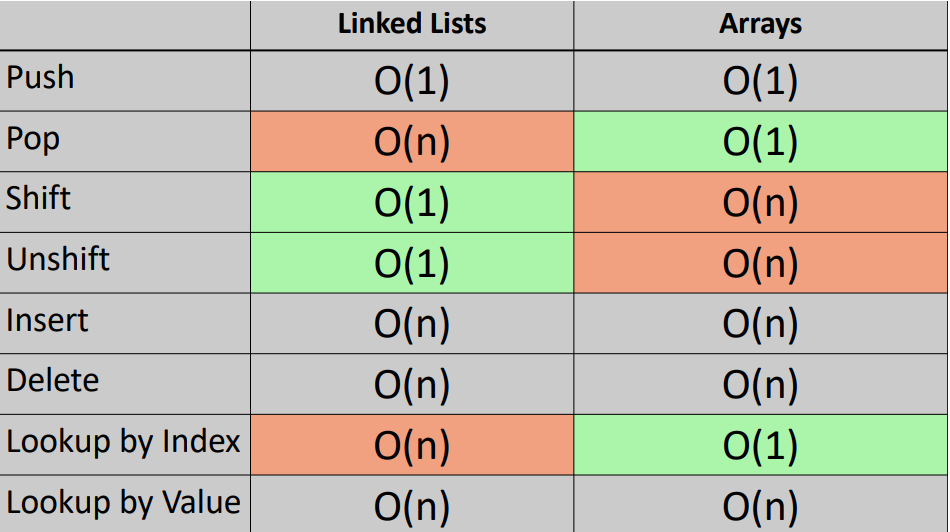 Linked Lists Arrays
Push O(1) O(1)
Pop O(n) O(1)
Shift O(1) O(n)
Unshift O(1) O(n)
Insert O(n) O(n)
Delete O(n) O(n)
Lookup by Index O(n) O(1)
Lookup by Value O(n) O(n)